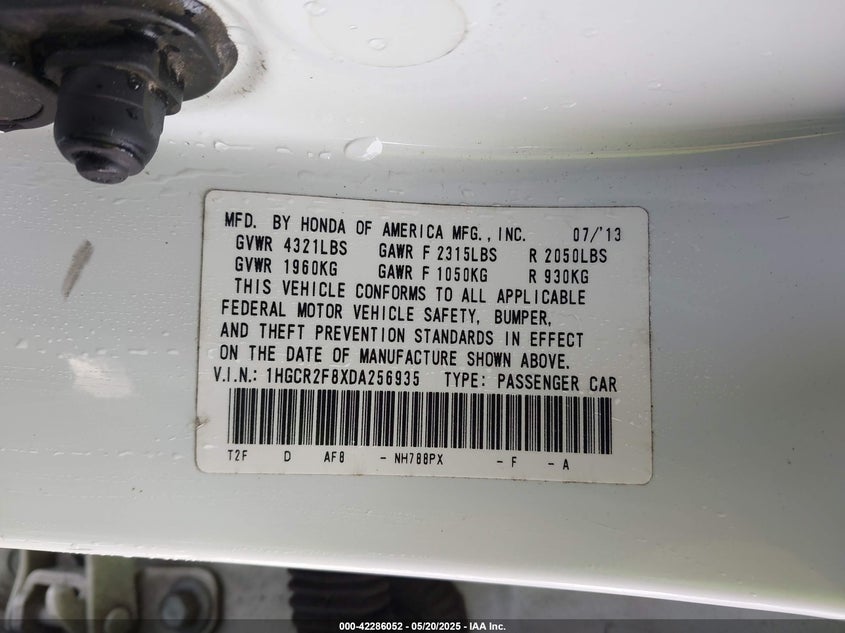 MFD. BY HONDA OF AMERICA MFG., INC. 07/'13
GVWR 4321LBS GAWR F 2315LBS R 2050LBS
GVWR 1960KG GAWR F 1050KG R 930KG
THIS VEHICLE CONFORMS TO ALL APPLICABLE
FEDERAL MOTOR VEHICLE SAFETY, BUMPER,
AND THEFT PREVENTION STANDARDS IN EFFECT
ON THE DATE OF MANUFACTURE SHOWN ABOVE.
V.I.N.: 1HGCR2F8XDA256935 TYPE: PASSENGER CAR
T2F D AF8 - NH788PX - F - A
000-42286052 - 05/20/2025 - IAA Inc.